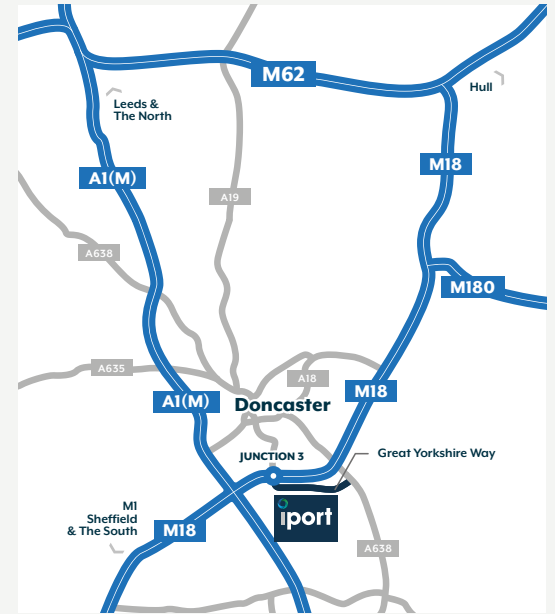 M62
Hull
Leeds &
The North
M18
A1(M)
A19
A638
M180
A635
A18
M18
A1(M)
Doncaster
JUNCTION 3
Great Yorkshire Way
M1
Sheffield
& The South
M18
iport
A638